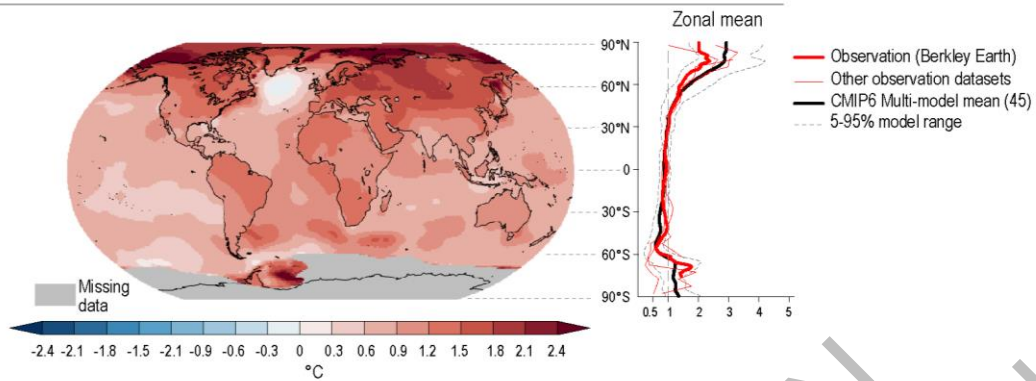 Zonal mean
90°N
60°N
30°N
0
30°S
60°S
90°S
0.5 1 2 3 4 5
Observation (Berkley Earth)
Other observation datasets
CMIP6 Multi-model mean (45)
5-95% model range
Missing
data
-2.4 -2.1 -1.8 -1.5 -2.1 -0.9 -0.6 -0.3 0 0.3 0.6 0.9 1.2 1.5 1.8 2.1 2.4
°C